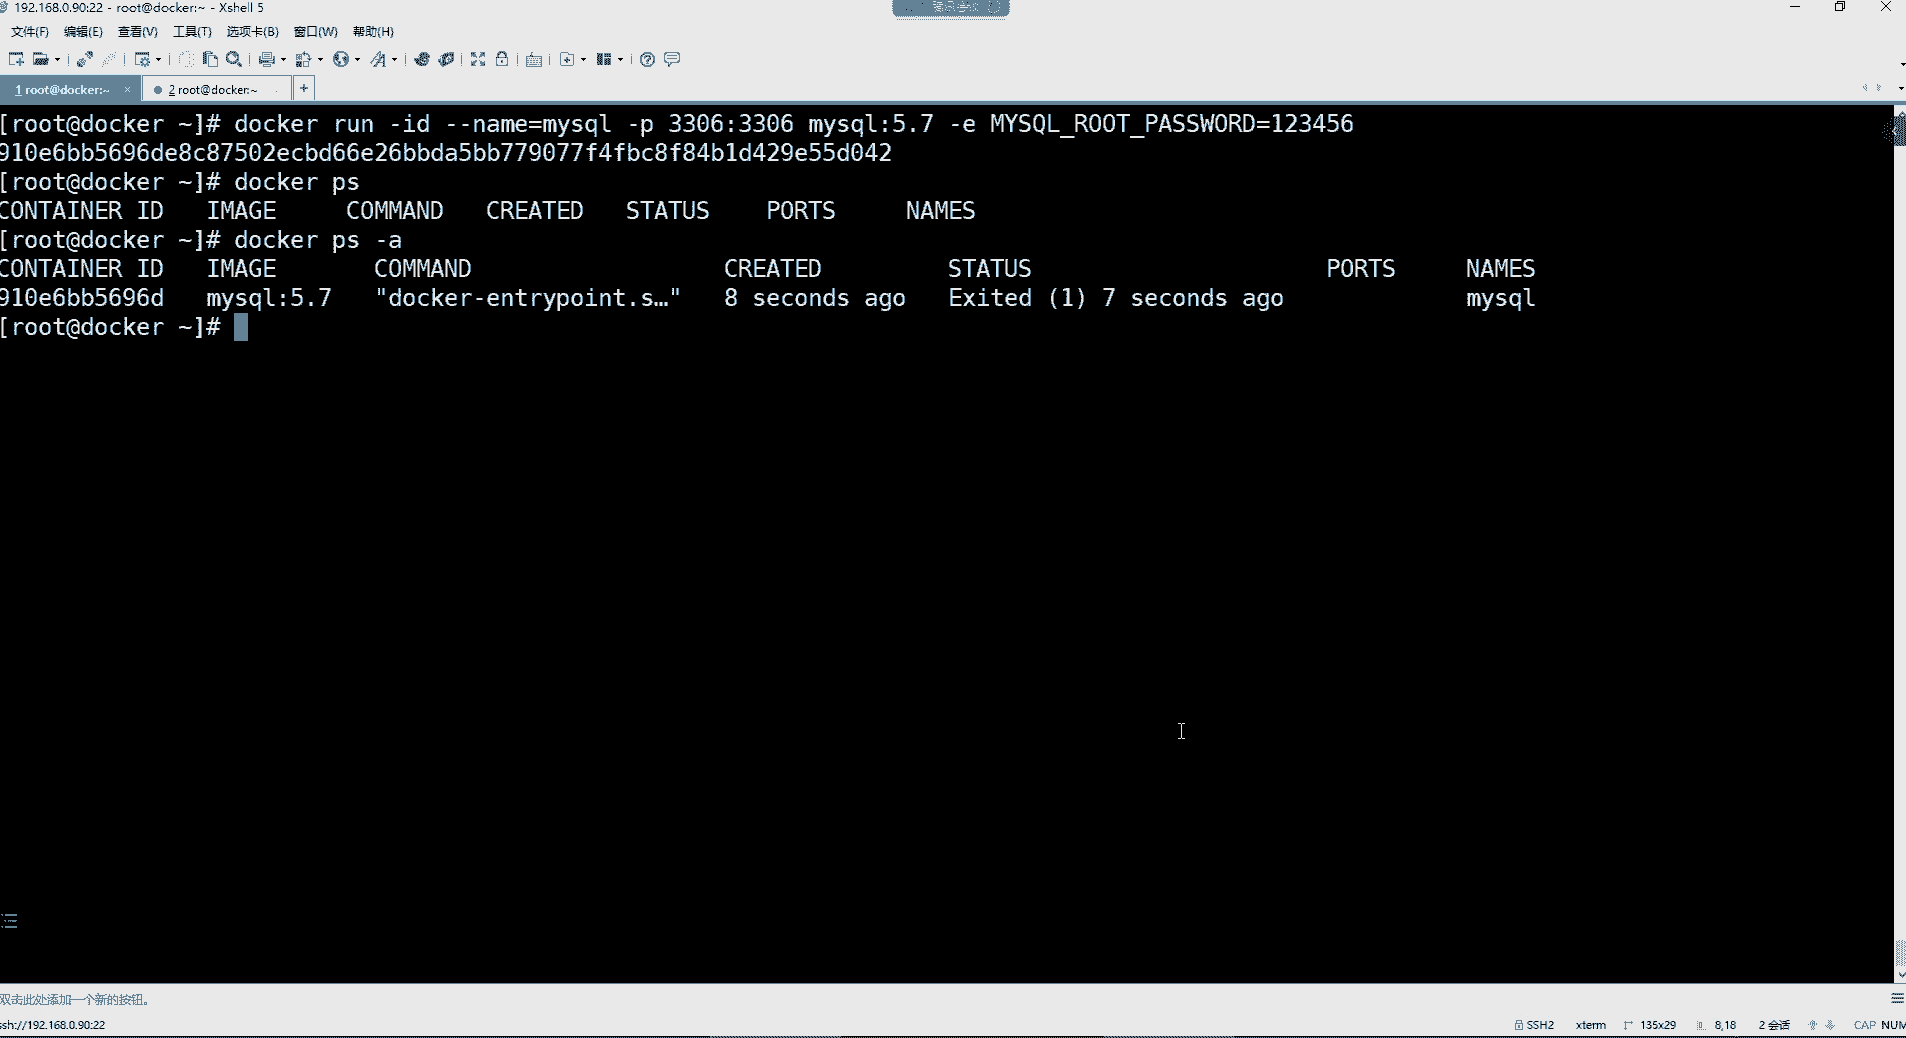 192.168.0.90:22 - root@docker:~ - Xshell 5
文件(F) 编辑(E) 查看(V) 工具(T) 选项卡(B) 窗口(W) 帮助(H)
1 root@docker:~ × 2 root@docker:~ +
[root@docker ~]# docker run -id --name=mysql -p 3306:3306 mysql:5.7 -e MYSQL_ROOT_PASSWORD=123456
910e6bb5696de8c87502ecbd66e26bbda5bb779077f4fbc8f84b1d429e55d042
[root@docker ~]# docker ps
CONTAINER ID IMAGE COMMAND CREATED STATUS PORTS NAMES
[root@docker ~]# docker ps -a
CONTAINER ID IMAGE COMMAND CREATED STATUS PORTS NAMES
910e6bb5696d mysql:5.7 "docker-entrypoint.s…" 8 seconds ago Exited (1) 7 seconds ago mysql
[root@docker ~]#
双击此处添加一个新的按钮。
ssh://192.168.0.90:22 SSH2 xterm 135x29 8,18 2 会话 CAP NUM